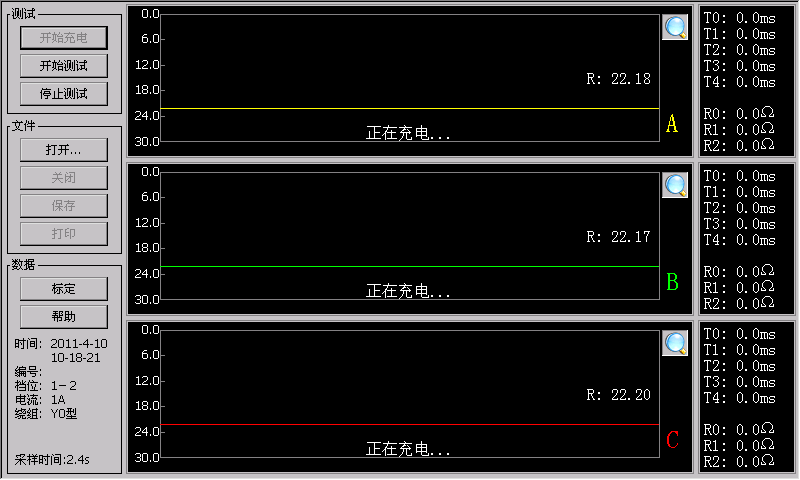 测试
开始充电
开始测试
停止测试
文件
打开...
关闭
保存
打印
数据
标定
帮助
时间: 2011-4-10
10-18-21
编号:
档位: 1－2
电流: 1A
绕组: Y0型
采样时间:2.4s
0.0
6.0
12.0
18.0
24.0
30.0
R: 22.18
正在充电...
A
T0: 0.0ms
T1: 0.0ms
T2: 0.0ms
T3: 0.0ms
T4: 0.0ms
R0: 0.0Ω
R1: 0.0Ω
R2: 0.0Ω
0.0
6.0
12.0
18.0
24.0
30.0
R: 22.17
正在充电...
B
T0: 0.0ms
T1: 0.0ms
T2: 0.0ms
T3: 0.0ms
T4: 0.0ms
R0: 0.0Ω
R1: 0.0Ω
R2: 0.0Ω
0.0
6.0
12.0
18.0
24.0
30.0
R: 22.20
正在充电...
C
T0: 0.0ms
T1: 0.0ms
T2: 0.0ms
T3: 0.0ms
T4: 0.0ms
R0: 0.0Ω
R1: 0.0Ω
R2: 0.0Ω